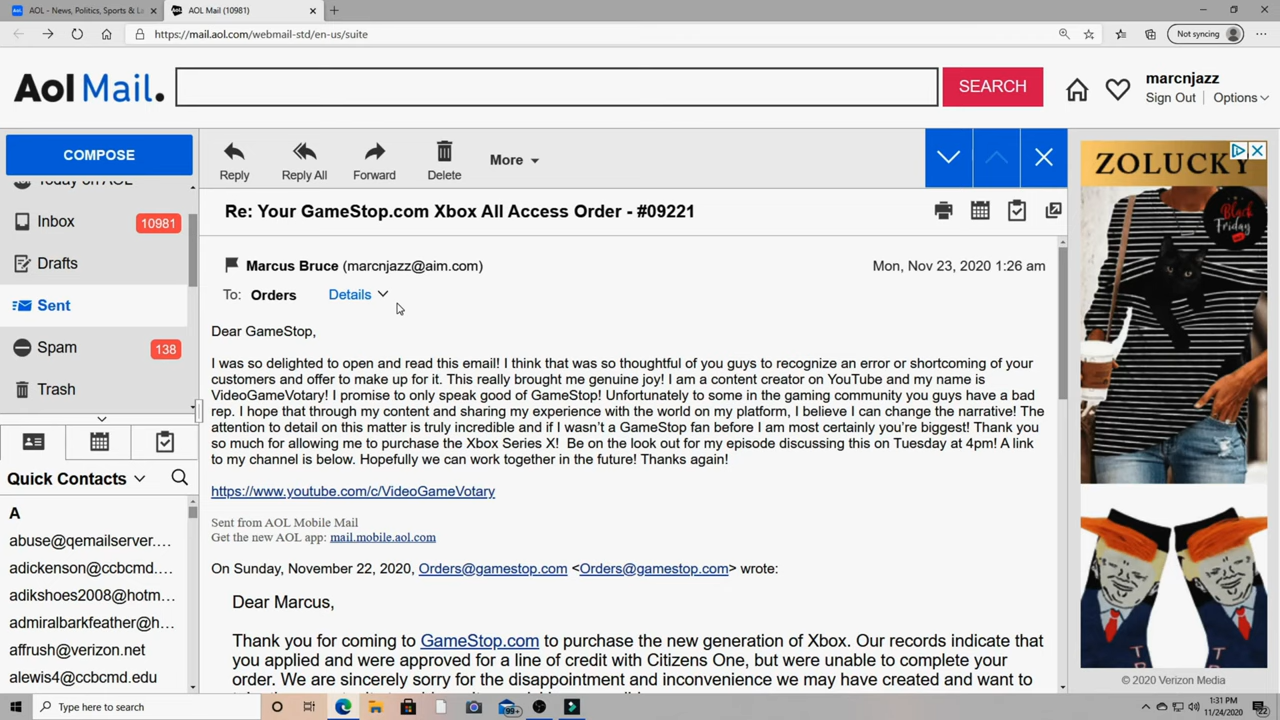 AOL - News, Politics, Sports & La
AOL Mail (10981)
https://mail.aol.com/webmail-std/en-us/suite
Not syncing
Aol Mail.
SEARCH
marcnjazz
Sign Out | Options
COMPOSE
Today on AOL
Inbox 10981
Drafts
Sent
Spam 138
Trash
Quick Contacts
A
abuse@qemailserver....
adickenson@ccbcmd....
adikshoes2008@hotm...
admiralbarkfeather@h...
affrush@verizon.net
alewis4@ccbcmd.edu
Reply
Reply All
Forward
Delete
More
Re: Your GameStop.com Xbox All Access Order - #09221
Marcus Bruce (marcnjazz@aim.com)
Mon, Nov 23, 2020 1:26 am
To: Orders Details
Dear GameStop,
I was so delighted to open and read this email! I think that was so thoughtful of you guys to recognize an error or shortcoming of your
customers and offer to make up for it. This really brought me genuine joy! I am a content creator on YouTube and my name is
VideoGameVotary! I promise to only speak good of GameStop! Unfortunately to some in the gaming community you guys have a bad
rep. I hope that through my content and sharing my experience with the world on my platform, I believe I can change the narrative! The
attention to detail on this matter is truly incredible and if I wasn't a GameStop fan before I am most certainly you're biggest! Thank you
so much for allowing me to purchase the Xbox Series X! Be on the look out for my episode discussing this on Tuesday at 4pm! A link
to my channel is below. Hopefully we can work together in the future! Thanks again!
https://www.youtube.com/c/VideoGameVotary
Sent from AOL Mobile Mail
Get the new AOL app: mail.mobile.aol.com
On Sunday, November 22, 2020, Orders@gamestop.com <Orders@gamestop.com> wrote:
Dear Marcus,
Thank you for coming to GameStop.com to purchase the new generation of Xbox. Our records indicate that
you applied and were approved for a line of credit with Citizens One, but were unable to complete your
order. We are sincerely sorry for the disappointment and inconvenience we may have created and want to
ZOLUCKY
Black
Friday
© 2020 Verizon Media
Type here to search
99+
1:31 PM
11/24/2020
22